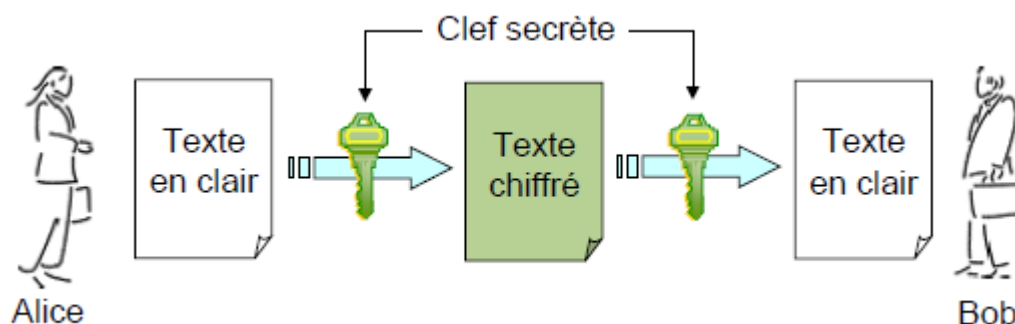 Clef secrète
Texte
en clair
Texte
chiffré
Texte
en clair
Alice
Bob